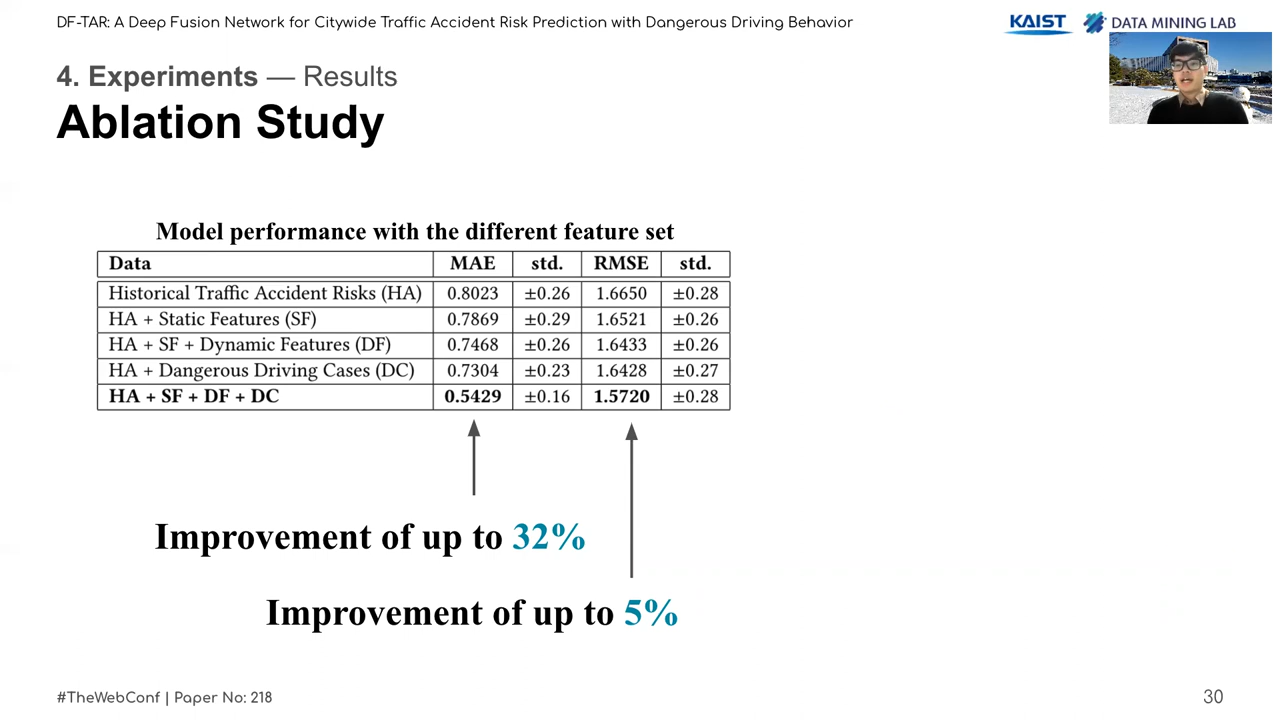 DF-TAR: A Deep Fusion Network for Citywide Traffic Accident Risk Prediction with Dangerous Driving Behavior
KAIST DATA MINING LAB
4. Experiments — Results
Ablation Study
Model performance with the different feature set
Data MAE std. RMSE std.
Historical Traffic Accident Risks (HA) 0.8023 ±0.26 1.6650 ±0.28
HA + Static Features (SF) 0.7869 ±0.29 1.6521 ±0.26
HA + SF + Dynamic Features (DF) 0.7468 ±0.26 1.6433 ±0.26
HA + Dangerous Driving Cases (DC) 0.7304 ±0.23 1.6428 ±0.27
HA + SF + DF + DC 0.5429 ±0.16 1.5720 ±0.28
Improvement of up to 32%
Improvement of up to 5%
#TheWebConf | Paper No: 218
30